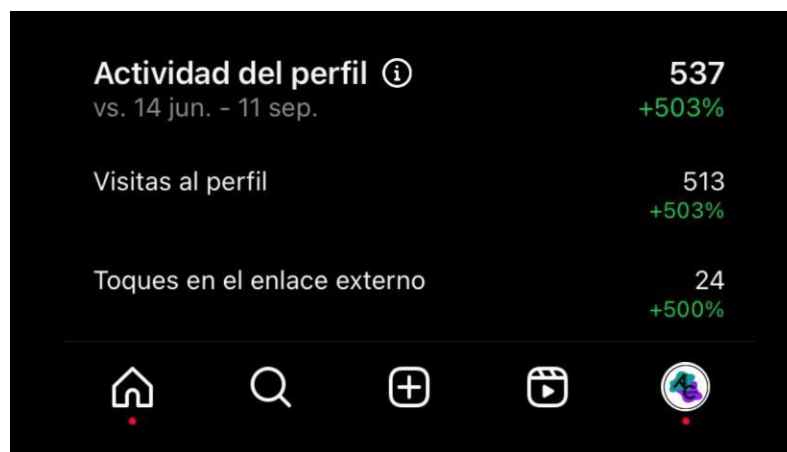 Actividad del perfil 537
vs. 14 jun. - 11 sep. +503%
Visitas al perfil 513
+503%
Toques en el enlace externo 24
+500%
AC